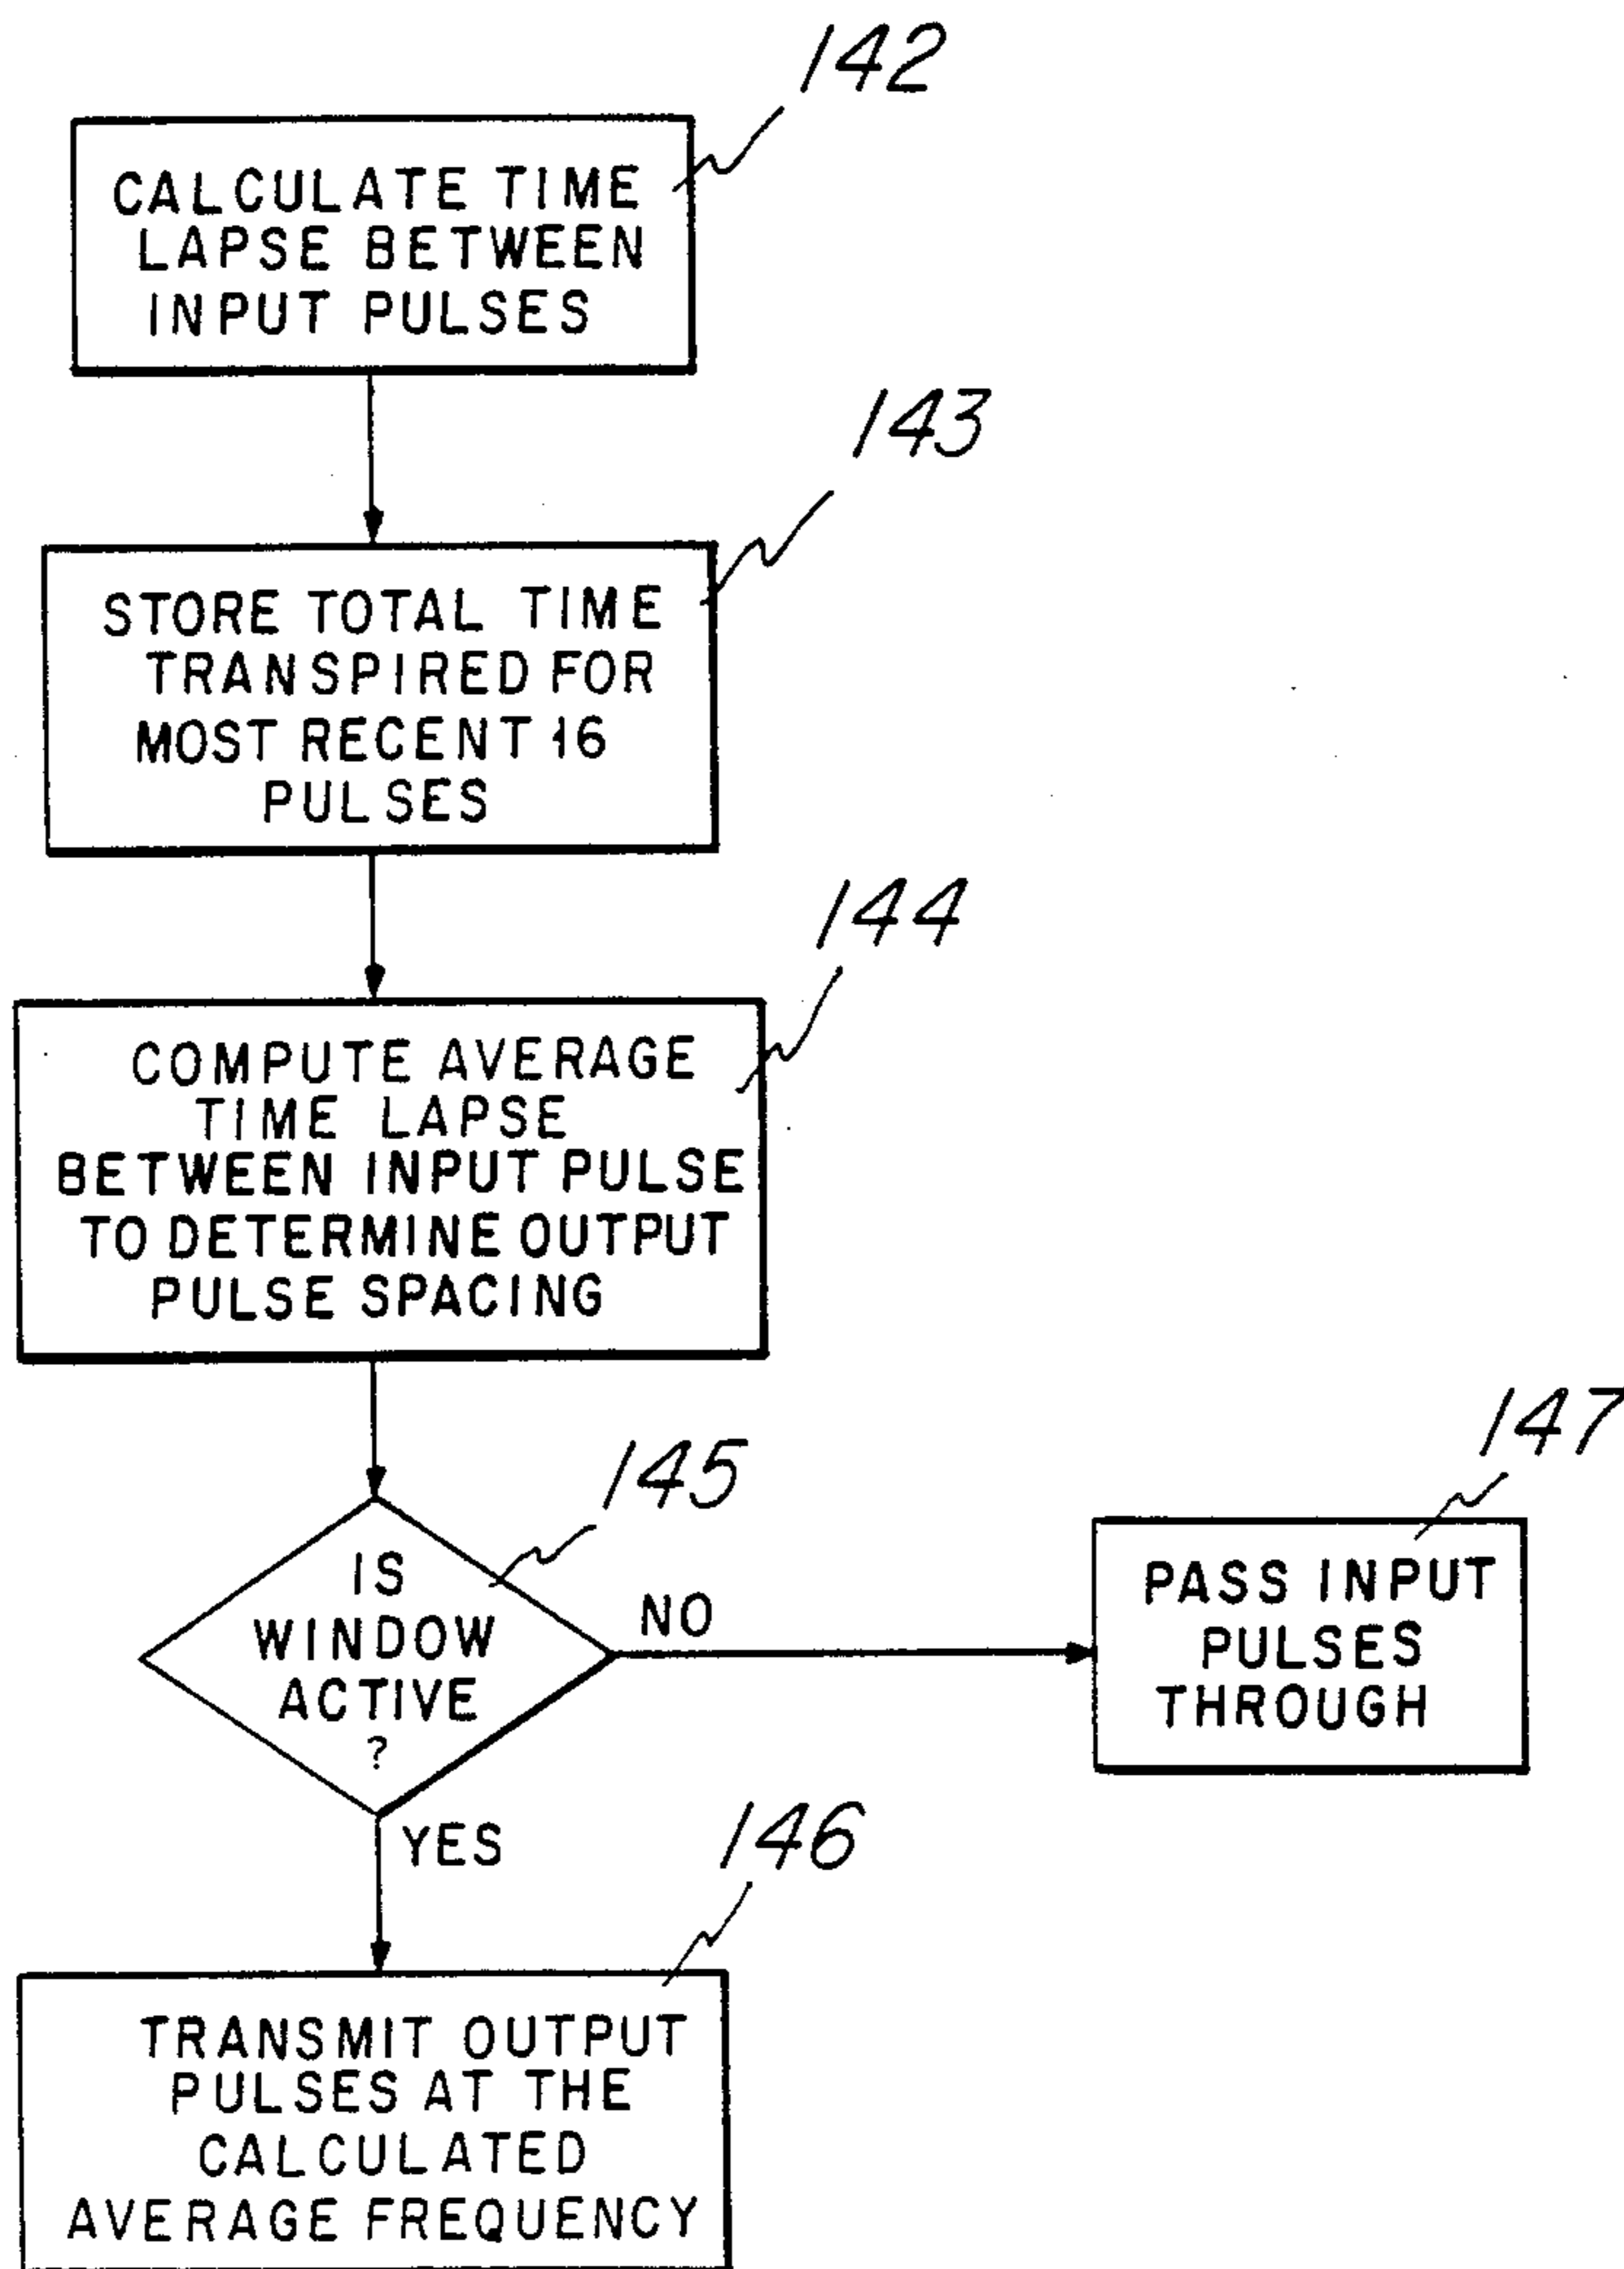 142
CALCULATE TIME
LAPSE BETWEEN
INPUT PULSES
143
STORE TOTAL TIME
TRANSPIRED FOR
MOST RECENT 16
PULSES
144
COMPUTE AVERAGE
TIME LAPSE
BETWEEN INPUT PULSE
TO DETERMINE OUTPUT
PULSE SPACING
145
IS
WINDOW
ACTIVE
?
NO
147
PASS INPUT
PULSES
THROUGH
YES
146
TRANSMIT OUTPUT
PULSES AT THE
CALCULATED
AVERAGE FREQUENCY